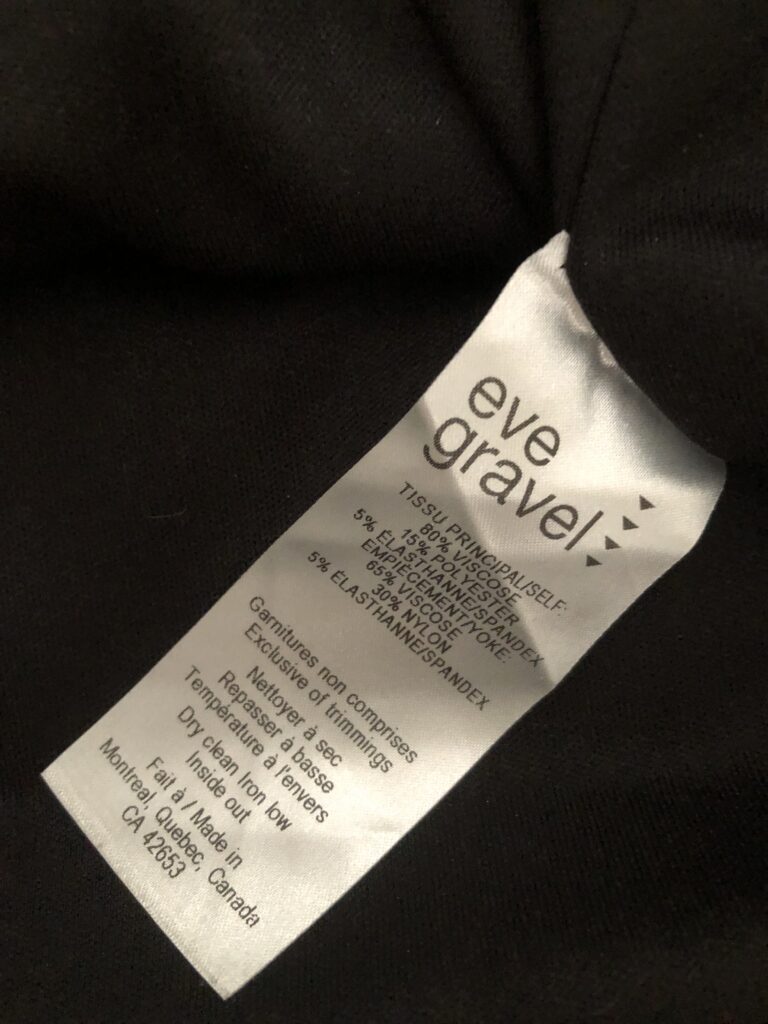 eve
gravel
TISSU PRINCIPAL/SELF:
80% VISCOSE
15% POLYESTER
5% ÉLASTHANNE/SPANDEX
EMPIÈCEMENT/YOKE:
65% VISCOSE
30% NYLON
5% ÉLASTHANNE/SPANDEX
Garnitures non comprises
Exclusive of trimmings
Nettoyer à sec
Repasser à basse
Température à l'envers
Dry clean Iron low
Inside out
Fait à / Made in
Montreal, Quebec, Canada
CA 42653